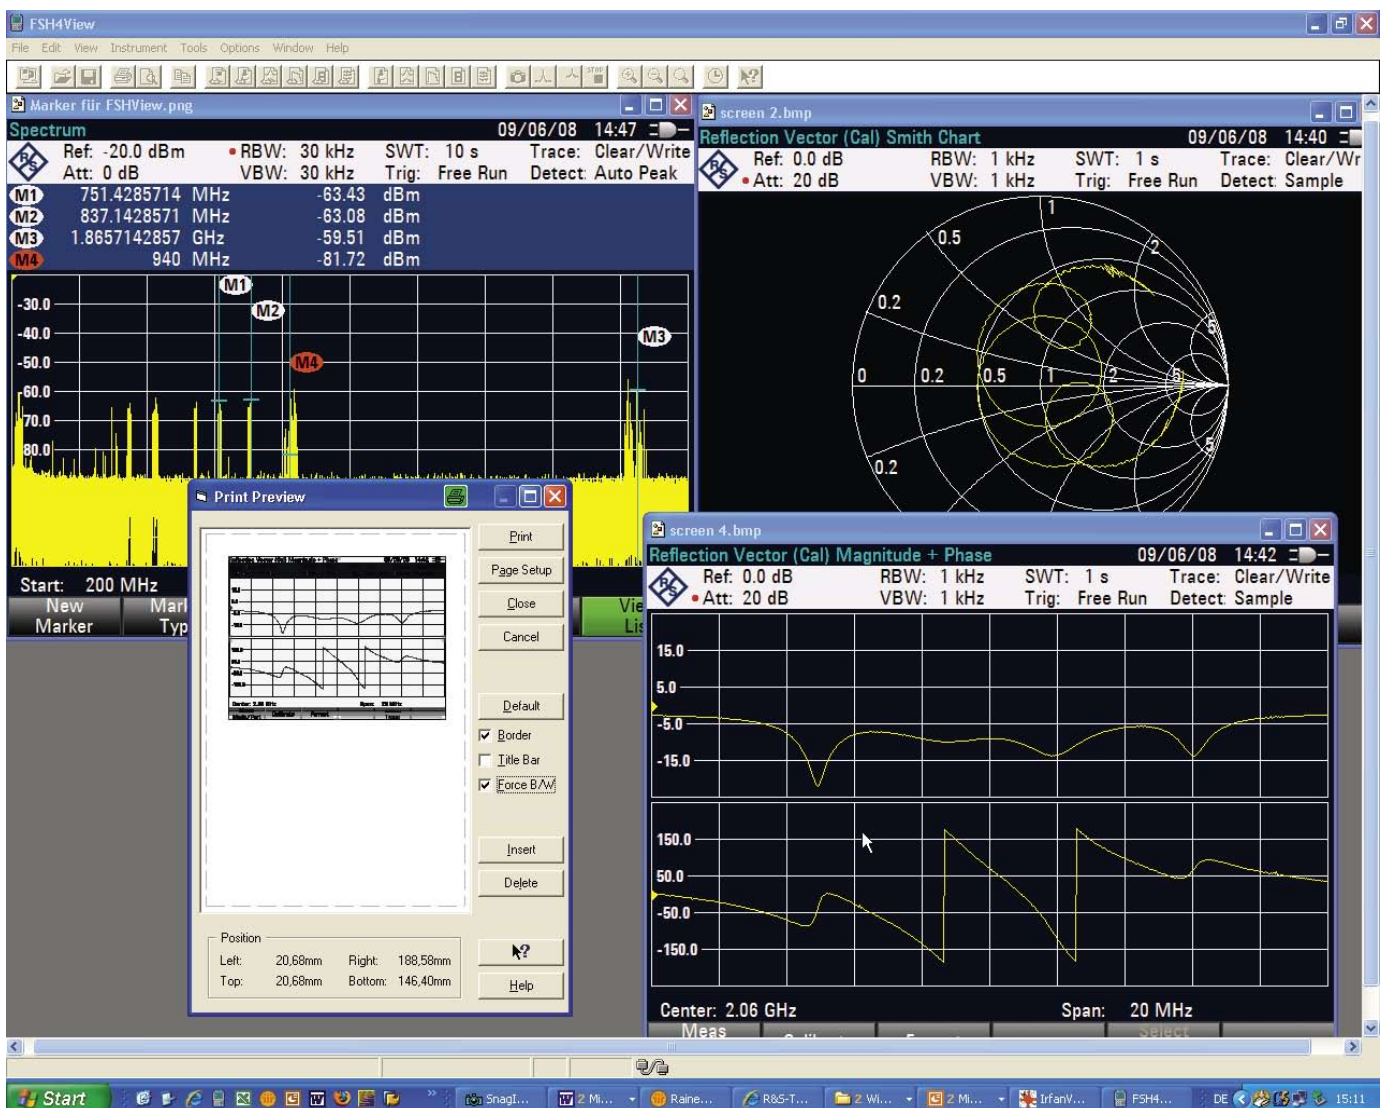 FSH4View
File Edit View Instrument Tools Options Window Help
Marker für FSHView.png
Spectrum 09/06/08 14:47
Ref: -20.0 dBm • RBW: 30 kHz SWT: 10 s Trace: Clear/Write
Att: 0 dB VBW: 30 kHz Trig: Free Run Detect: Auto Peak
M1 751.4285714 MHz -63.43 dBm
M2 837.1428571 MHz -63.08 dBm
M3 1.8657142857 GHz -59.51 dBm
M4 940 MHz -81.72 dBm
M1
M2
M3
M4
-30.0
-40.0
-50.0
-60.0
-70.0
-80.0
Start: 200 MHz
New Marker
screen 2.bmp
Reflection Vector (Cal) Smith Chart 09/06/08 14:40
Ref: 0.0 dB RBW: 1 kHz SWT: 1 s Trace: Clear/Wr
• Att: 20 dB VBW: 1 kHz Trig: Free Run Detect: Sample
1
0.5
2
0.2
5
0 0.2 0.5 1 2 5
0.2
5
Print Preview
Print
Page Setup
Close
Cancel
Default
Border
Title Bar
Force B/W
Insert
Delete
Help
Position
Left: 20,68mm Right: 188,58mm
Top: 20,68mm Bottom: 146,40mm
screen 4.bmp
Reflection Vector (Cal) Magnitude + Phase 09/06/08 14:42
Ref: 0.0 dB RBW: 1 kHz SWT: 1 s Trace: Clear/Write
• Att: 20 dB VBW: 1 kHz Trig: Free Run Detect: Sample
15.0
5.0
-5.0
-15.0
150.0
50.0
-50.0
-150.0
Center: 2.06 GHz Span: 20 MHz
Meas Select
Start SnagI... 2 Mi... Raine... R&S-T... 2 Wi... 2 Mi... IrfanV... FSH4... DE 15:11